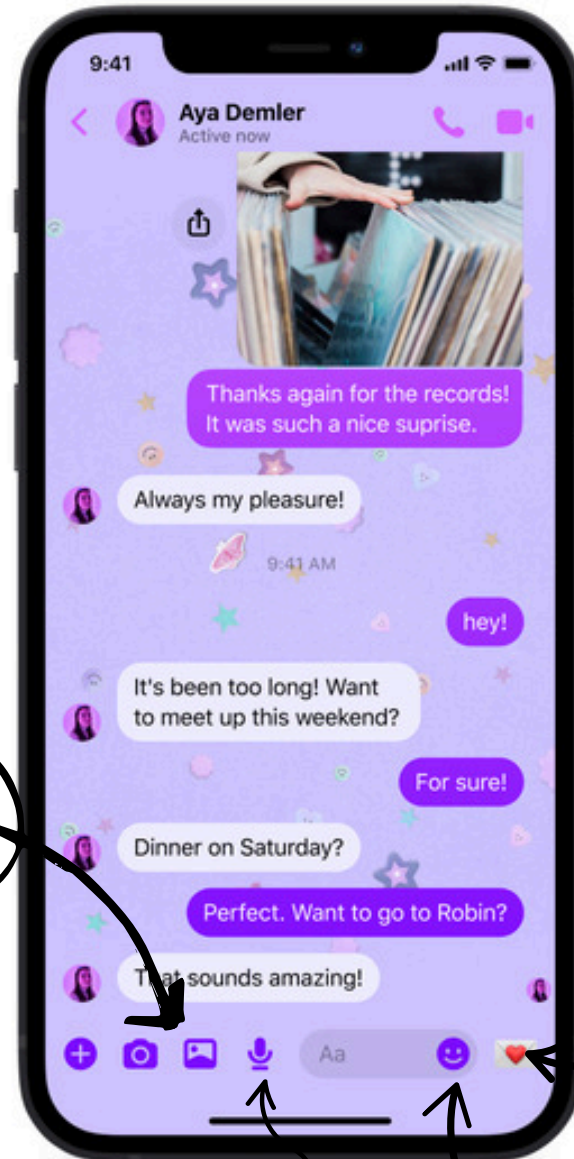 9:41
Aya Demler
Active now
Thanks again for the records!
It was such a nice suprise.
Always my pleasure!
9:41 AM
hey!
It's been too long! Want
to meet up this weekend?
For sure!
Dinner on Saturday?
Perfect. Want to go to Robin?
That sounds amazing!
Aa